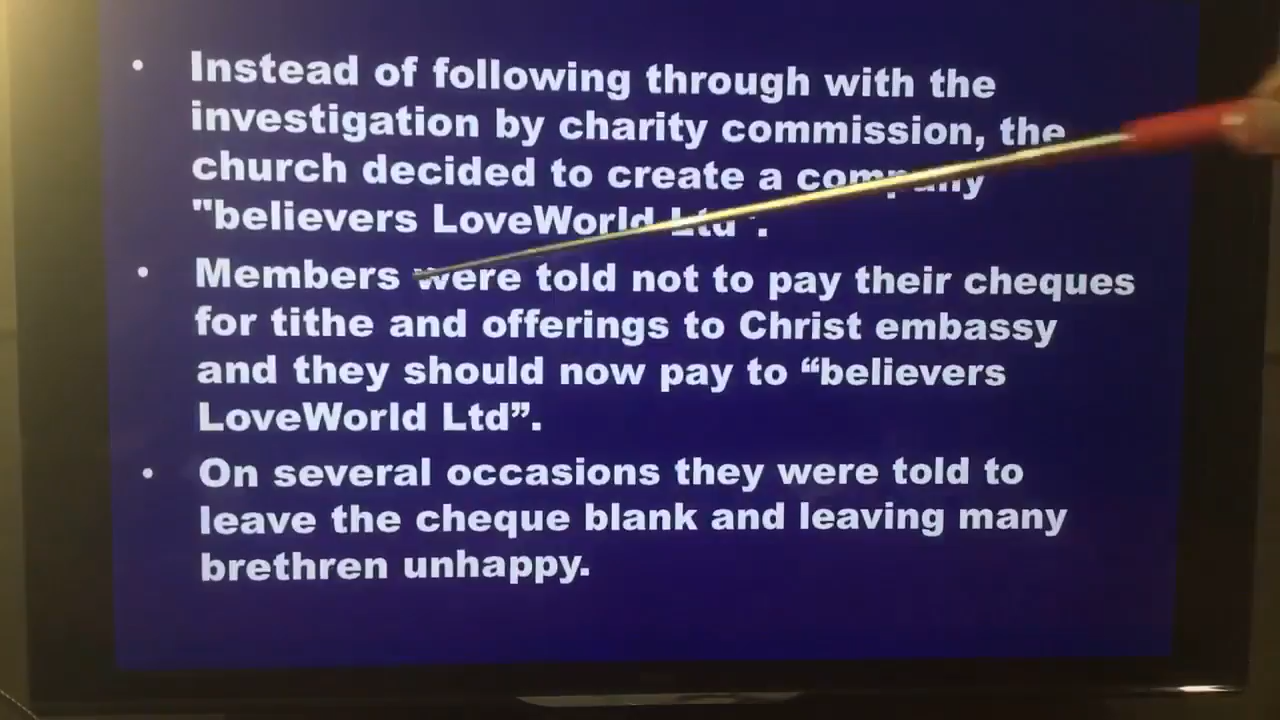 • Instead of following through with the
investigation by charity commission, the
church decided to create a company
"believers LoveWorld Ltd".
• Members were told not to pay their cheques
for tithe and offerings to Christ embassy
and they should now pay to “believers
LoveWorld Ltd”.
• On several occasions they were told to
leave the cheque blank and leaving many
brethren unhappy.